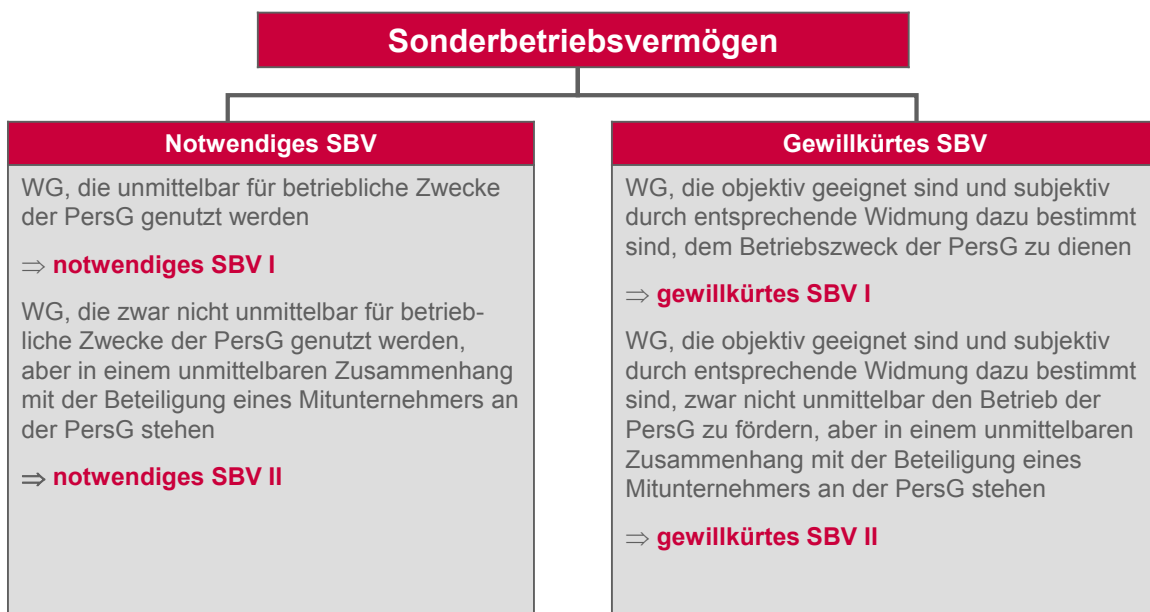 Sonderbetriebsvermögen
Notwendiges SBV
WG, die unmittelbar für betriebliche Zwecke
der PersG genutzt werden
⇒ notwendiges SBV I
WG, die zwar nicht unmittelbar für betrieb-
liche Zwecke der PersG genutzt werden,
aber in einem unmittelbaren Zusammenhang
mit der Beteiligung eines Mitunternehmers an
der PersG stehen
⇒ notwendiges SBV II
Gewillkürtes SBV
WG, die objektiv geeignet sind und subjektiv
durch entsprechende Widmung dazu bestimmt
sind, dem Betriebszweck der PersG zu dienen
⇒ gewillkürtes SBV I
WG, die objektiv geeignet sind und subjektiv
durch entsprechende Widmung dazu bestimmt
sind, zwar nicht unmittelbar den Betrieb der
PersG zu fördern, aber in einem unmittelbaren
Zusammenhang mit der Beteiligung eines
Mitunternehmers an der PersG stehen
⇒ gewillkürtes SBV II